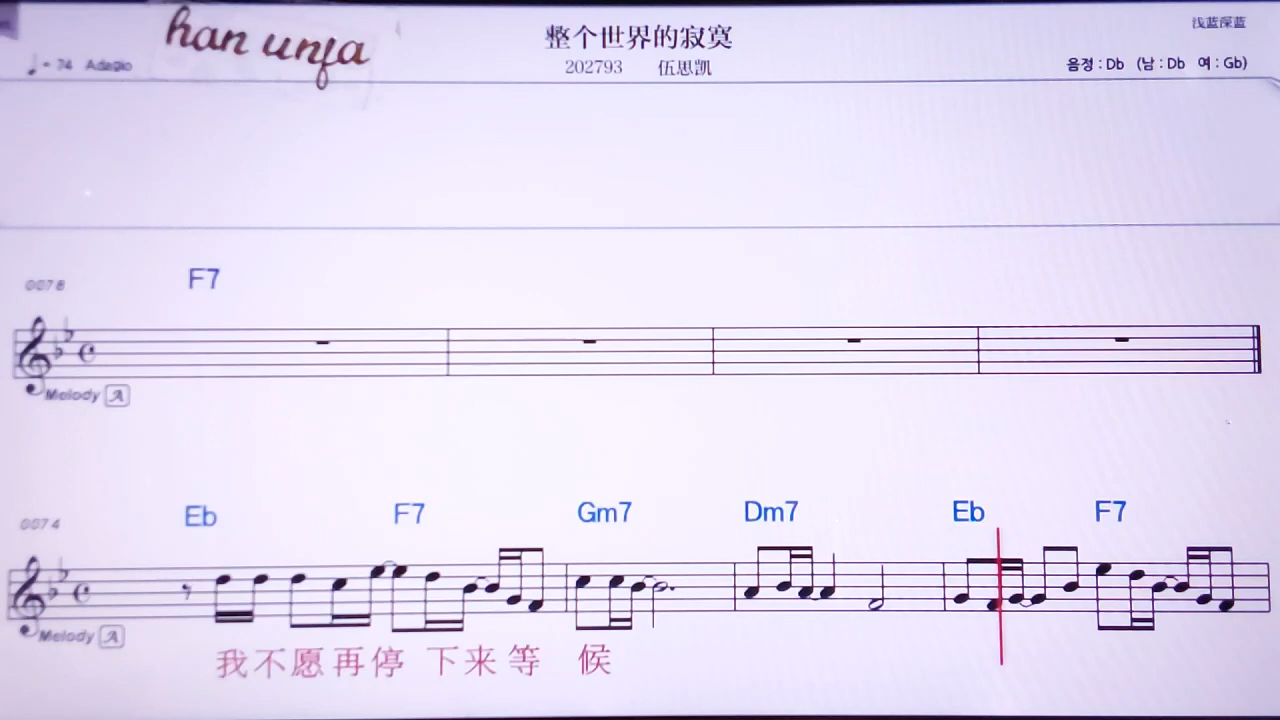 han unfa
整个世界的寂寞
浅蓝深蓝
♩= 74 Adagio
202793 伍思凯
음정 : Db (남 : Db 여 : Gb)
0078
F7
Melody A
0074
Eb F7 Gm7 Dm7 Eb F7
Melody A
我不愿再停 下来等 候